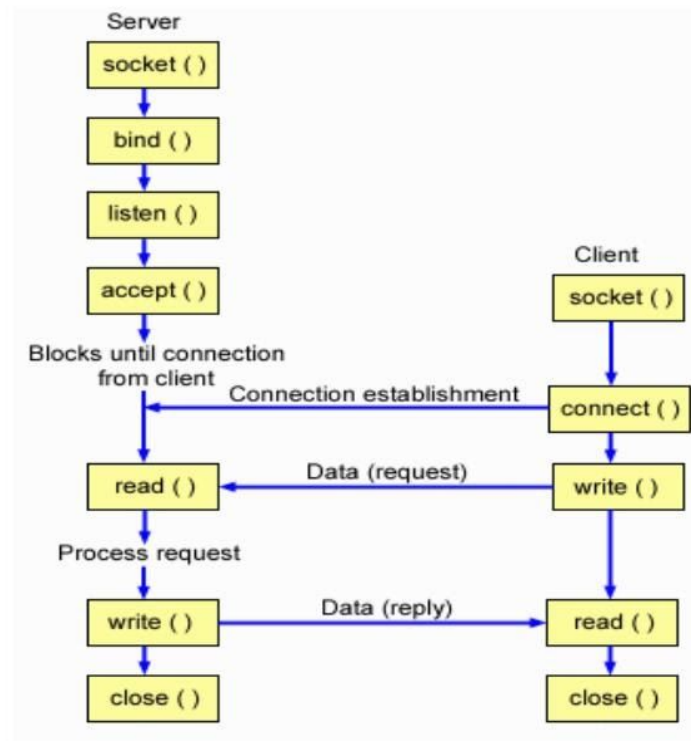 Server
socket ( )
bind ( )
listen ( )
accept ( )
Blocks until connection
from client
Client
socket ( )
Connection establishment
connect ( )
read ( )
Data (request)
write ( )
Process request
write ( )
Data (reply)
read ( )
close ( )
close ( )